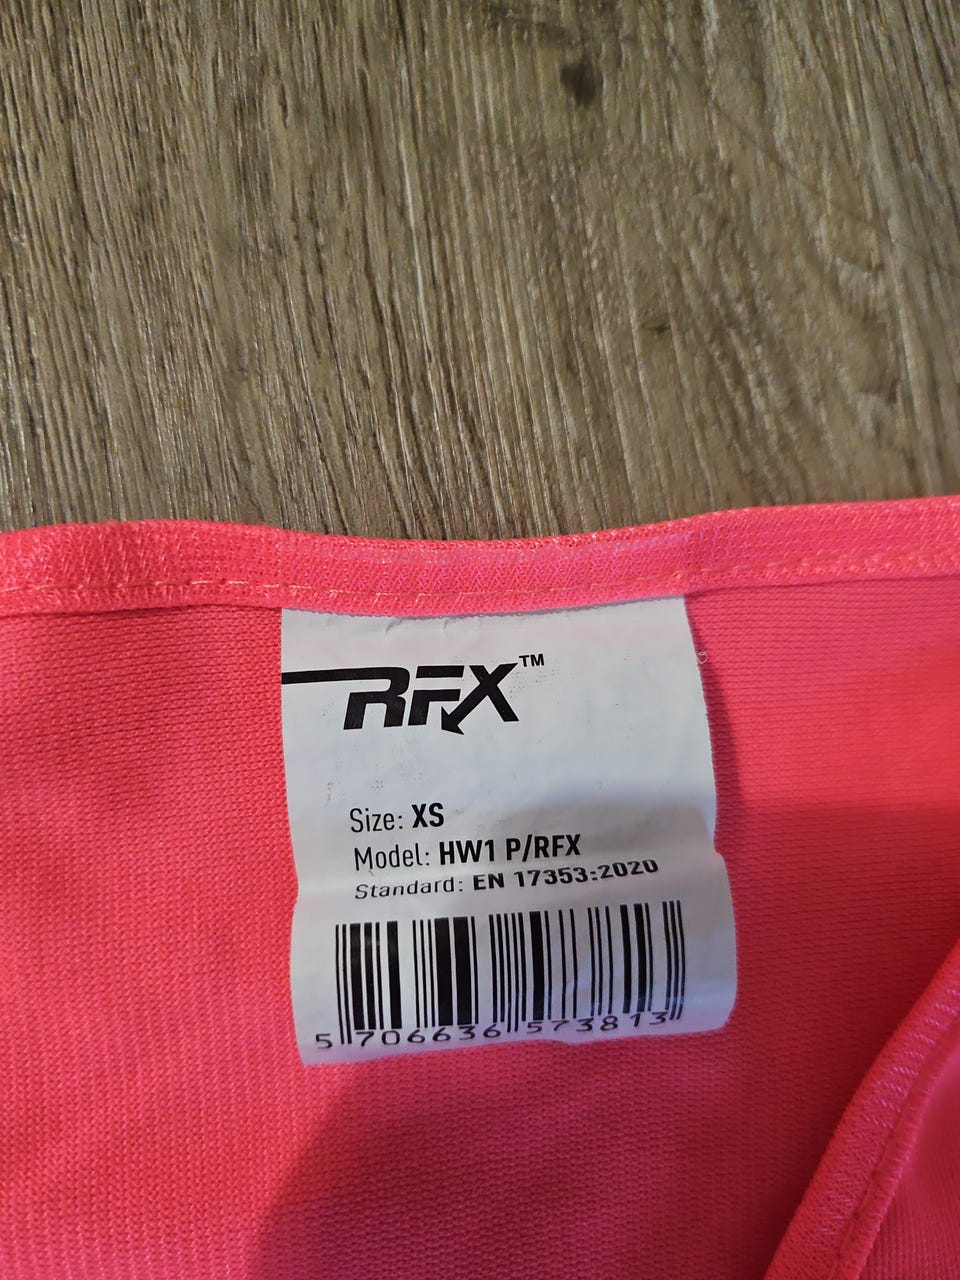 RFX™
Size: XS
Model: HW1 P/RFX
Standard: EN 17353:2020
5 706636 573813